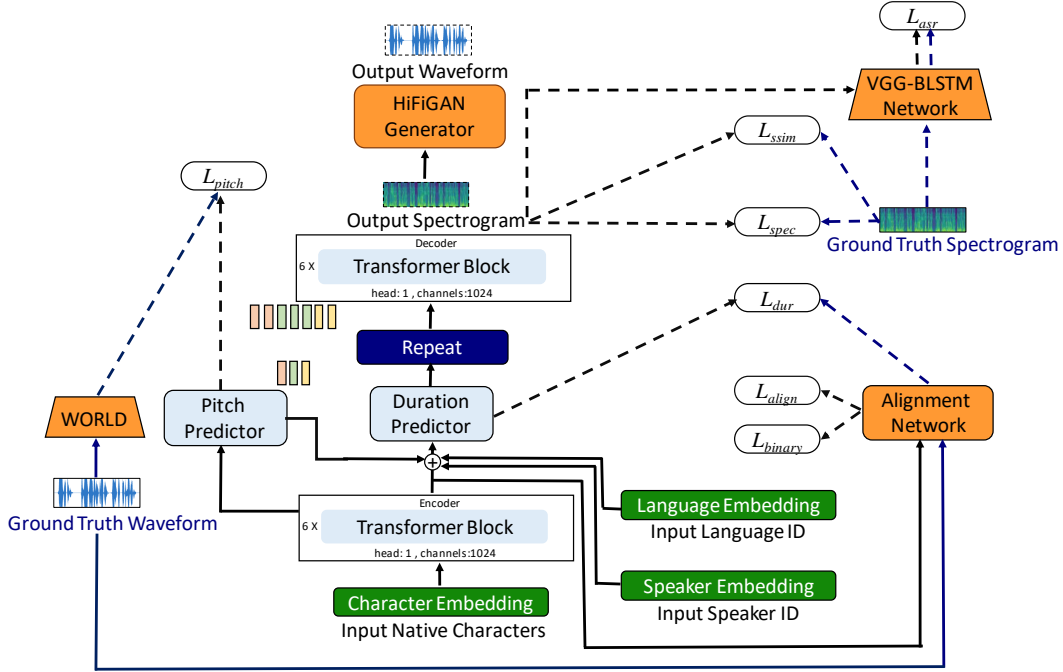 L_asr
Output Waveform
HiFiGAN
Generator
VGG-BLSTM
Network
L_ssim
L_pitch
Output Spectrogram
L_spec
Ground Truth Spectrogram
Decoder
6 X
Transformer Block
head: 1 , channels:1024
L_dur
Repeat
WORLD
Pitch
Predictor
Duration
Predictor
L_align
Alignment
Network
L_binary
+
Ground Truth Waveform
Encoder
6 X
Transformer Block
head: 1 , channels:1024
Language Embedding
Input Language ID
Character Embedding
Input Native Characters
Speaker Embedding
Input Speaker ID